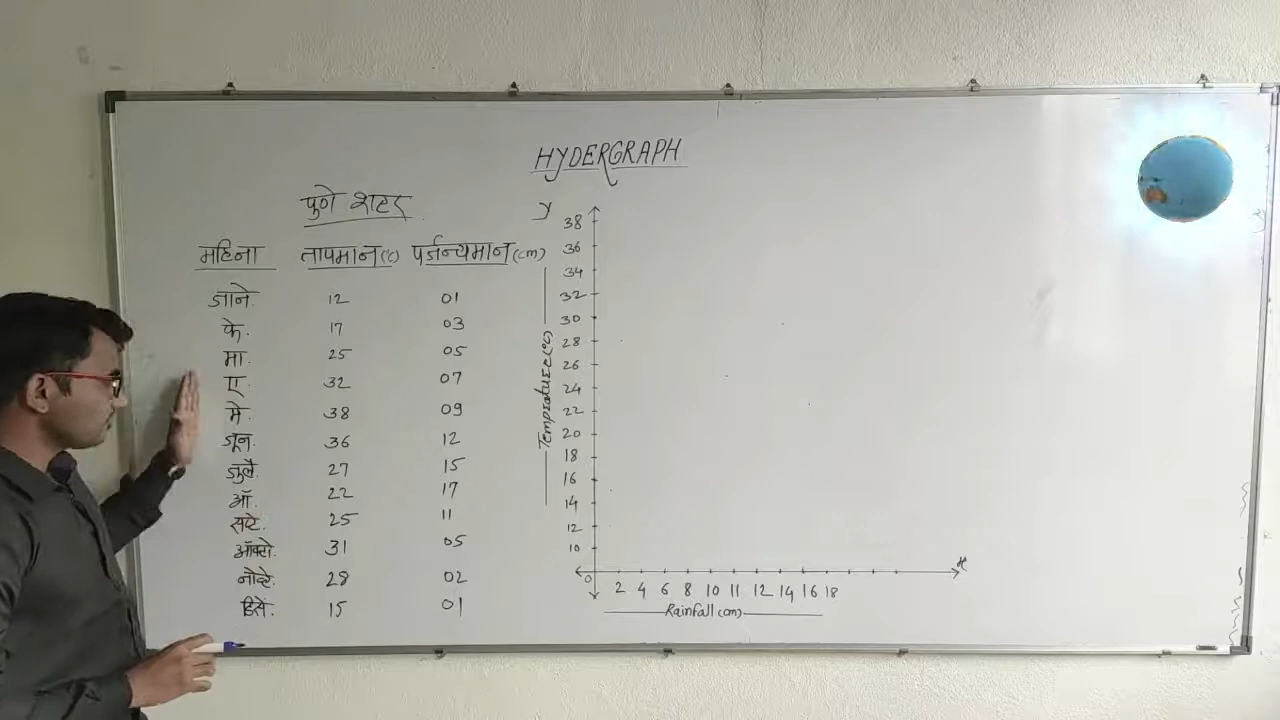 HYDERGRAPH
पुणे शहर
महिना तापमान(℃) पर्जन्यमान(cm)
जाने. 12 01
फे. 17 03
मा. 25 05
ए. 32 07
मे. 38 09
जून. 36 12
जुलै. 27 15
ऑ. 22 17
सप्टे. 25 11
ऑक्टो. 31 05
नोव्हे. 28 02
डिसे. 15 01
Y
38
36
34
32
30
28
26
24
22
20
18
16
14
12
10
Temperature(°C)
0 2 4 6 8 10 11 12 14 16 18
Rainfall(cm)